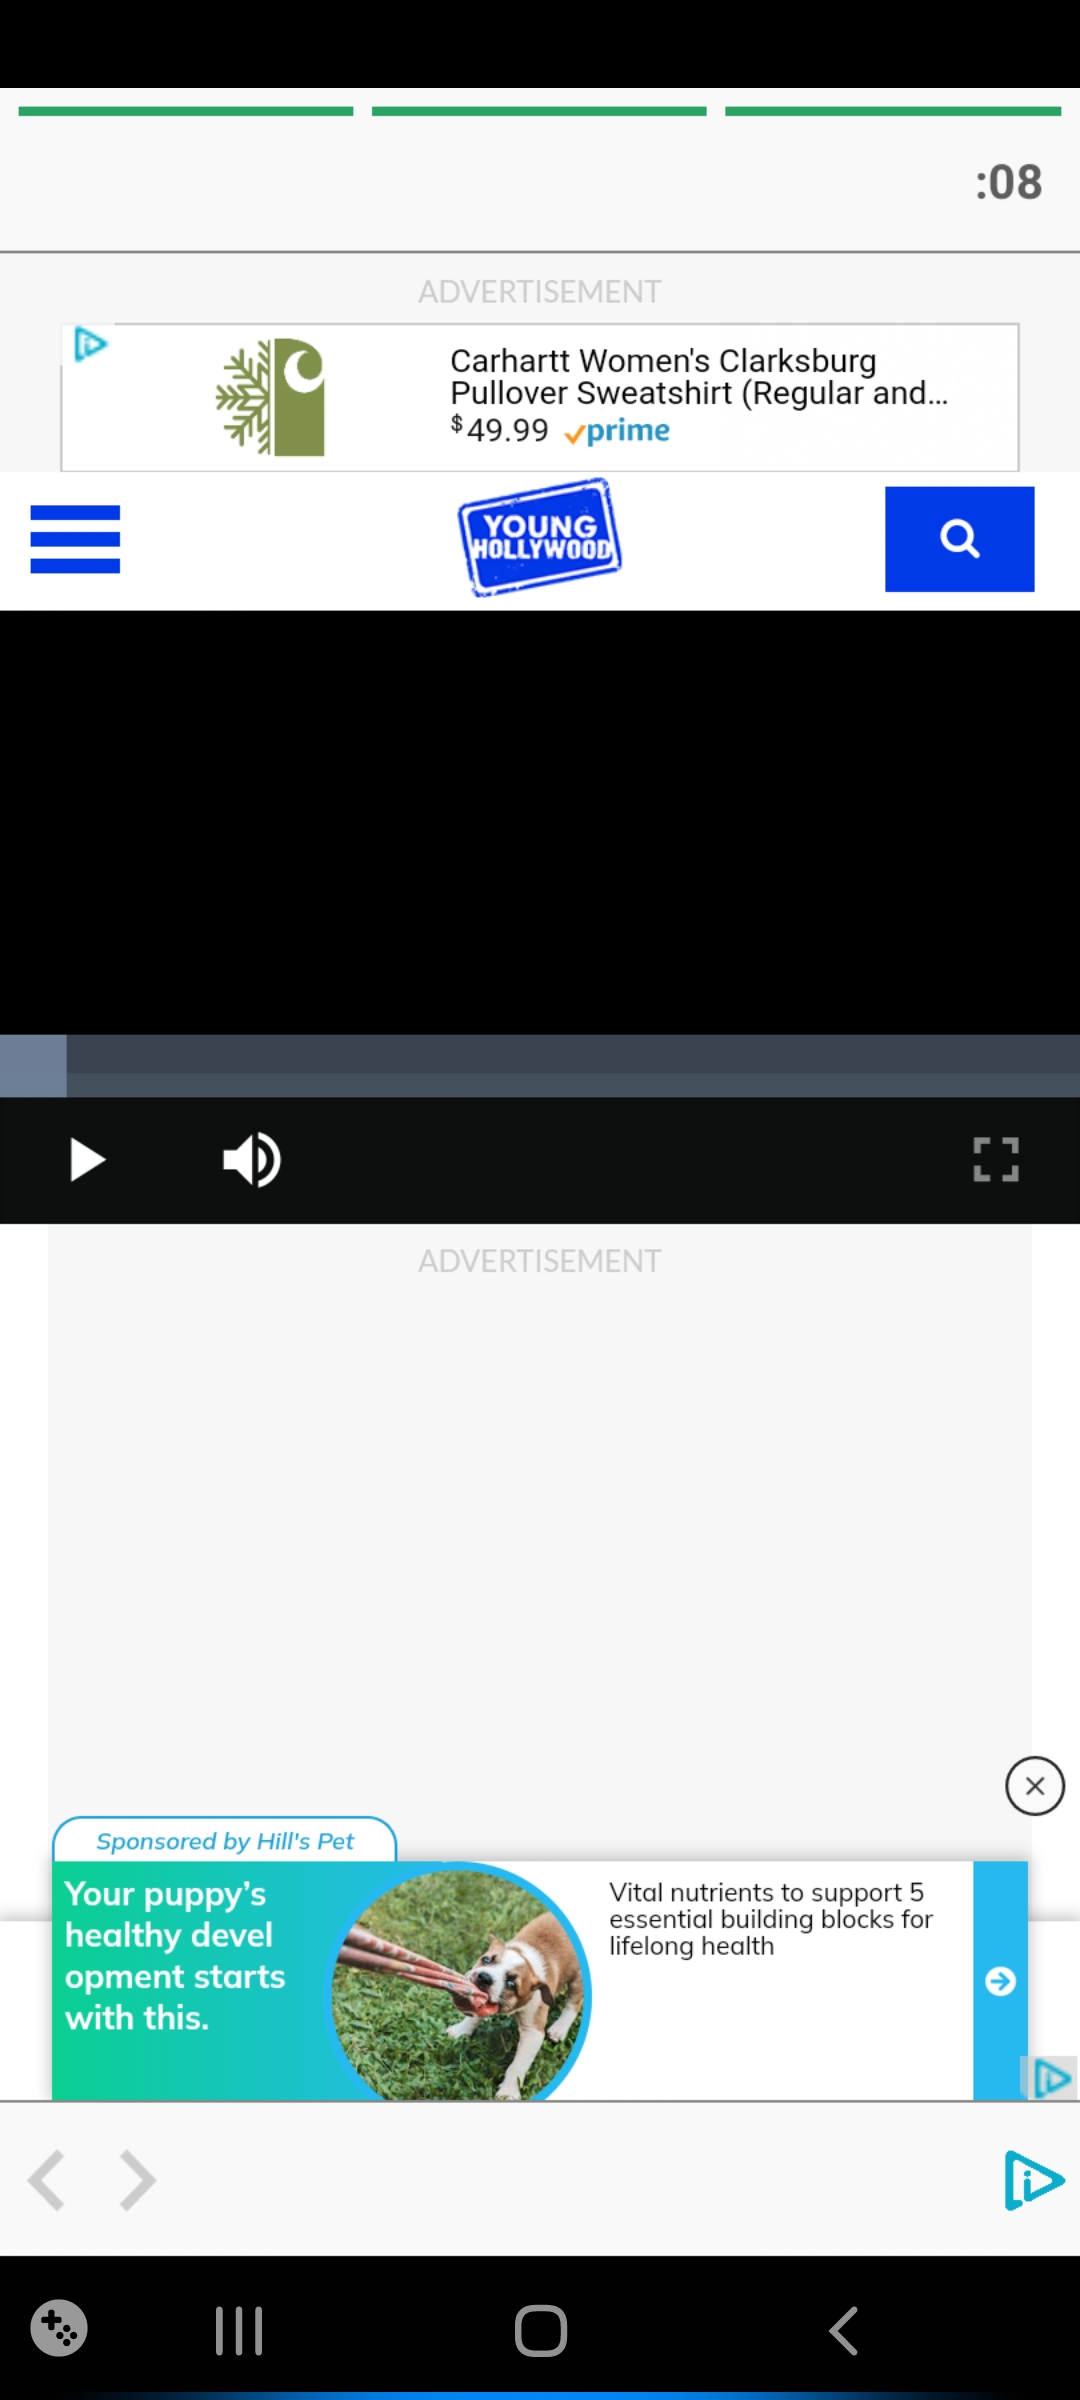 :08
ADVERTISEMENT
Carhartt Women's Clarksburg
Pullover Sweatshirt (Regular and...
$49.99 prime
YOUNG
HOLLYWOOD
ADVERTISEMENT
Sponsored by Hill's Pet
Your puppy's
healthy devel
opment starts
with this.
Vital nutrients to support 5
essential building blocks for
lifelong health